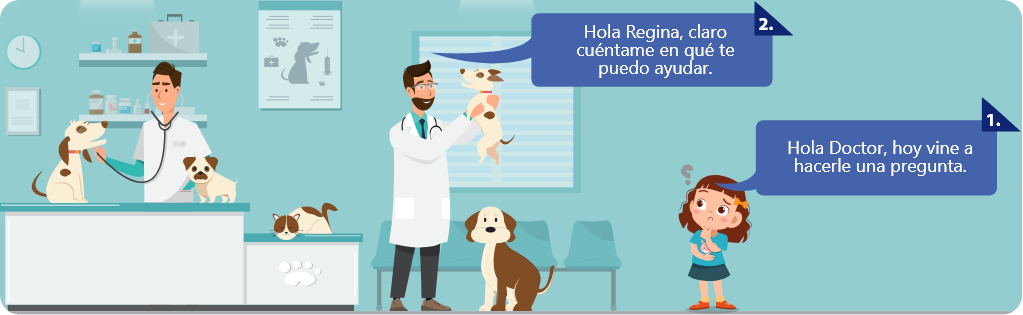 1.
Hola Doctor, hoy vine a
hacerle una pregunta.
2.
Hola Regina, claro
cuéntame en qué te
puedo ayudar.